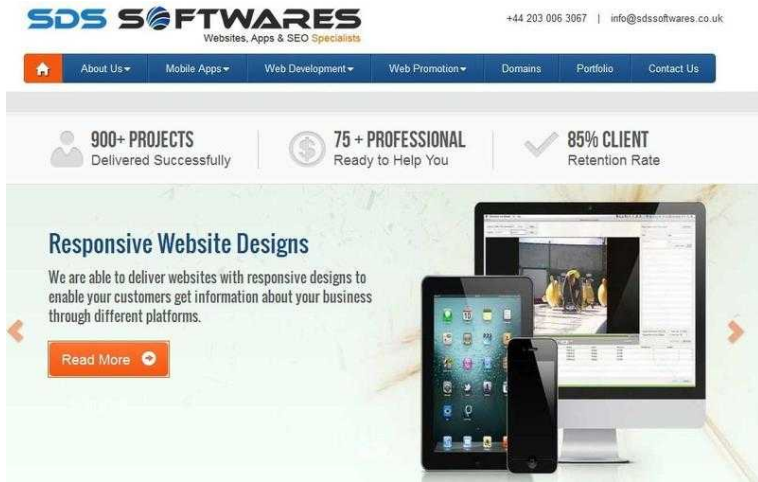 SDS SOFTWARES
Websites, Apps & SEO Specialists
+44 203 006 3067 | info@sdssoftwares.co.uk
About Us Mobile Apps Web Development Web Promotion Domains Portfolio Contact Us
900+ PROJECTS
Delivered Successfully
75 + PROFESSIONAL
Ready to Help You
85% CLIENT
Retention Rate
Responsive Website Designs
We are able to deliver websites with responsive designs to
enable your customers get information about your business
through different platforms.
Read More